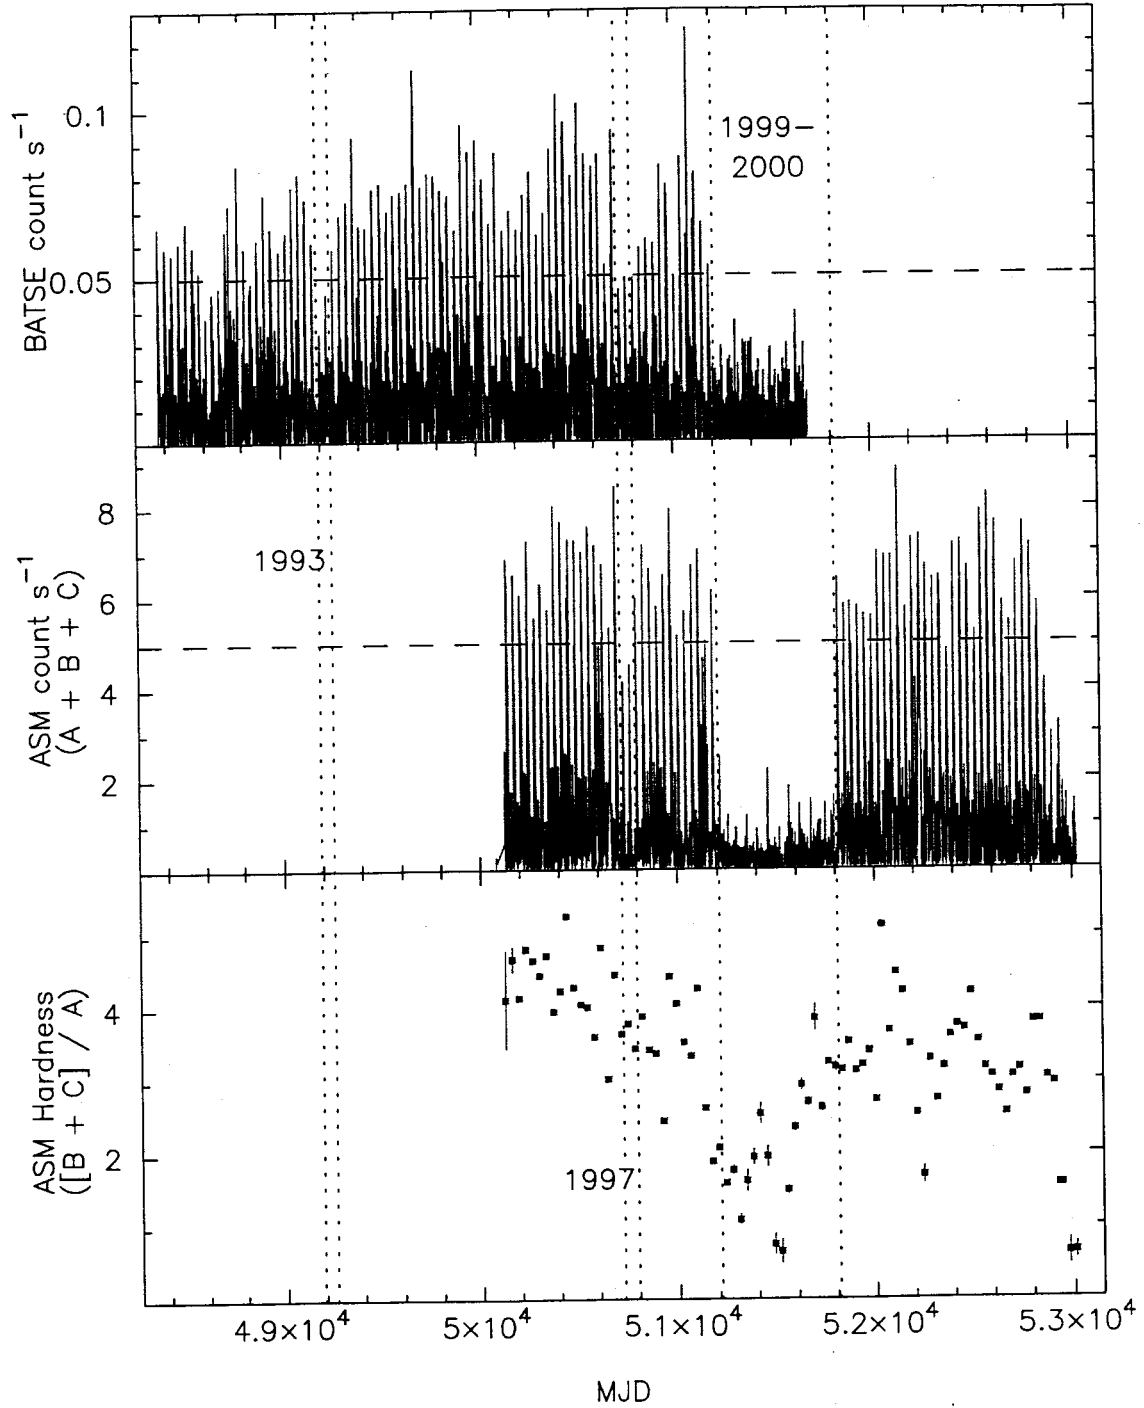 BATSE count s⁻¹
0.1
0.05
1999–
2000
ASM count s⁻¹
(A + B + C)
8
6
4
2
1993
ASM Hardness
([B + C] / A)
4
2
1997
4.9×10⁴
5×10⁴
5.1×10⁴
5.2×10⁴
5.3×10⁴
MJD